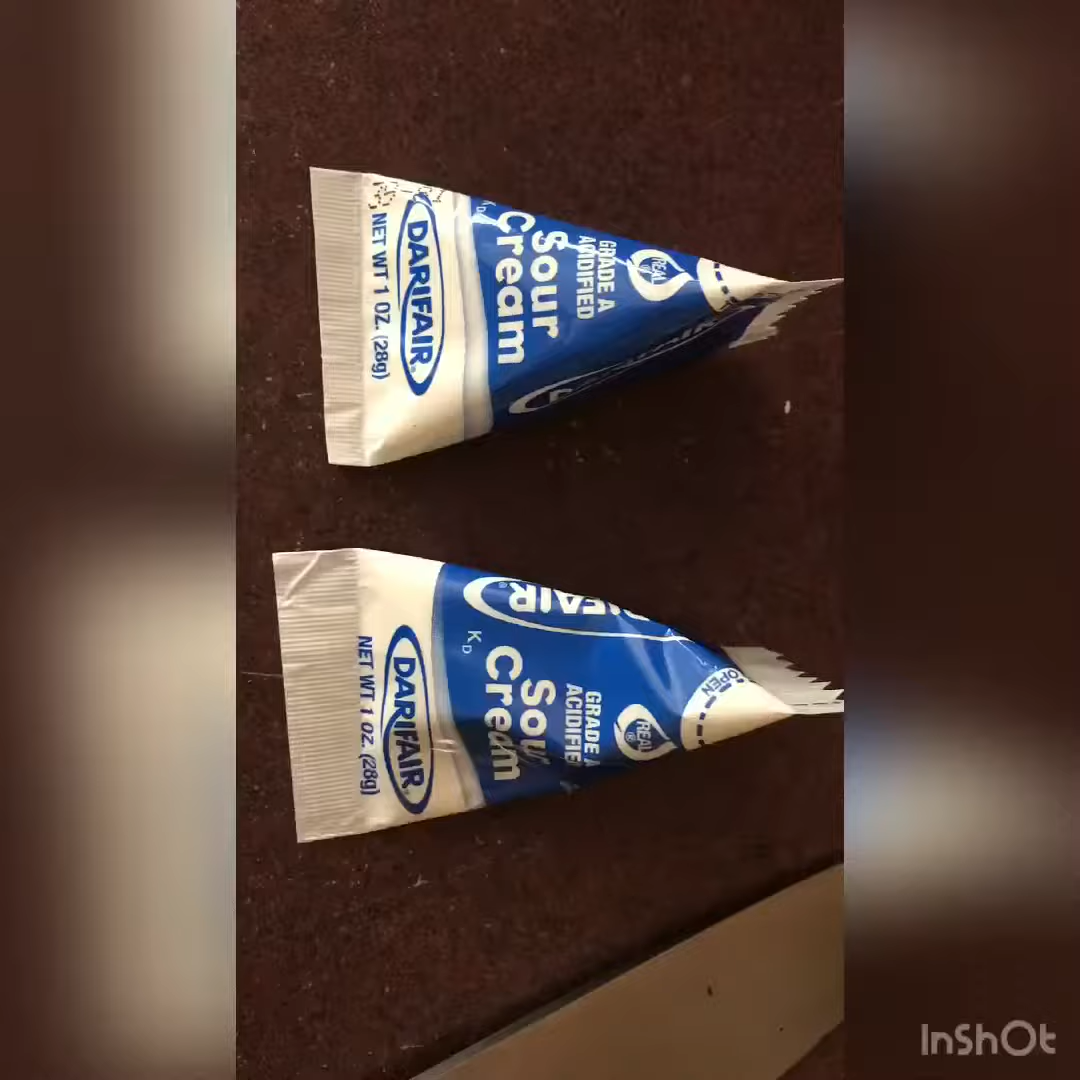 DARIFAIR®
NET WT 1 OZ. (28g)
K D
Sour
Cream
GRADE A
ACIDIFIED
REAL
DARIFAIR®
NET WT 1 OZ. (28g)
K D
Sour
Cream
GRADE A
REAL®
OPEN
InShOt